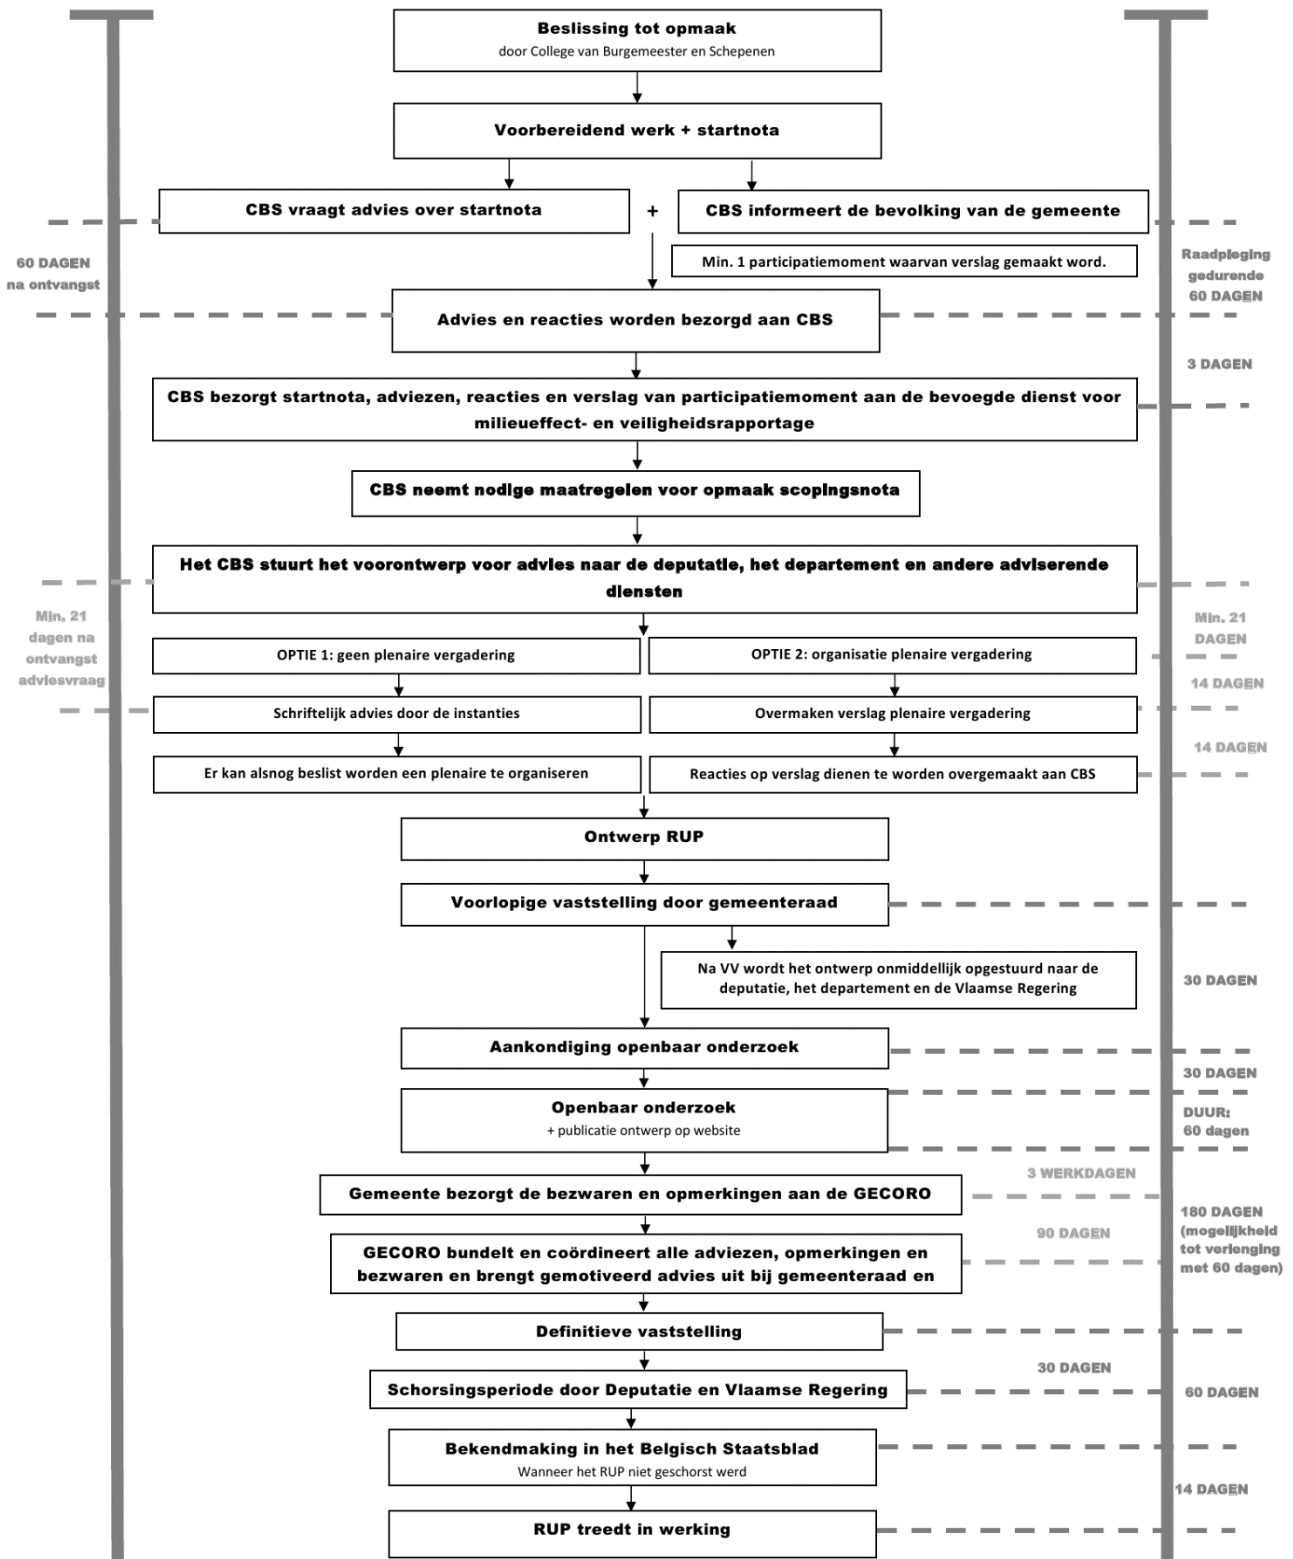 Beslissing tot opmaak
door College van Burgemeester en Schepenen
Voorbereidend werk + startnota
CBS vraagt advies over startnota
+
CBS informeert de bevolking van de gemeente
60 DAGEN
na ontvangst
Min. 1 participatiemoment waarvan verslag gemaakt word.
Raadpleging
gedurende
60 DAGEN
Advies en reacties worden bezorgd aan CBS
3 DAGEN
CBS bezorgt startnota, adviezen, reacties en verslag van participatiemoment aan de bevoegde dienst voor
milieueffect- en veiligheidsrapportage
CBS neemt nodige maatregelen voor opmaak scopingsnota
Het CBS stuurt het voorontwerp voor advies naar de deputatie, het departement en andere adviserende
diensten
Min. 21
dagen na
ontvangst
adviesvraag
Min. 21
DAGEN
OPTIE 1: geen plenaire vergadering
OPTIE 2: organisatie plenaire vergadering
14 DAGEN
Schriftelijk advies door de instanties
Overmaken verslag plenaire vergadering
14 DAGEN
Er kan alsnog beslist worden een plenaire te organiseren
Reacties op verslag dienen te worden overgemaakt aan CBS
Ontwerp RUP
Voorlopige vaststelling door gemeenteraad
Na VV wordt het ontwerp onmiddellijk opgestuurd naar de
deputatie, het departement en de Vlaamse Regering
30 DAGEN
Aankondiging openbaar onderzoek
30 DAGEN
Openbaar onderzoek
+ publicatie ontwerp op website
DUUR:
60 dagen
3 WERKDAGEN
Gemeente bezorgt de bezwaren en opmerkingen aan de GECORO
180 DAGEN
(mogelijkheid
tot verlenging
met 60 dagen)
90 DAGEN
GECORO bundelt en coördineert alle adviezen, opmerkingen en
bezwaren en brengt gemotiveerd advies uit bij gemeenteraad en
Definitieve vaststelling
30 DAGEN
Schorsingsperiode door Deputatie en Vlaamse Regering
60 DAGEN
Bekendmaking in het Belgisch Staatsblad
Wanneer het RUP niet geschorst werd
14 DAGEN
RUP treedt in werking